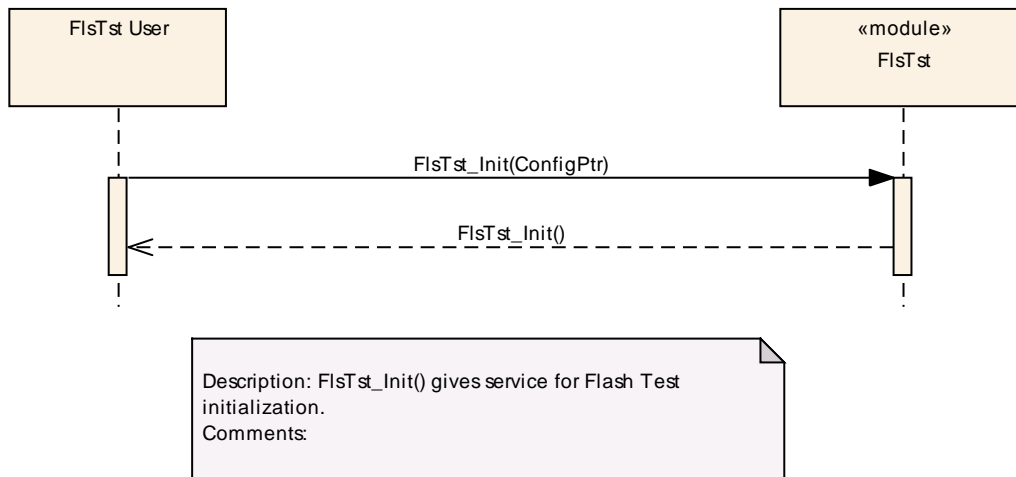 FlsTst User
«module»
FlsTst
FlsTst_Init(ConfigPtr)
FlsTst_Init()
Description: FlsTst_Init() gives service for Flash Test
initialization.
Comments: